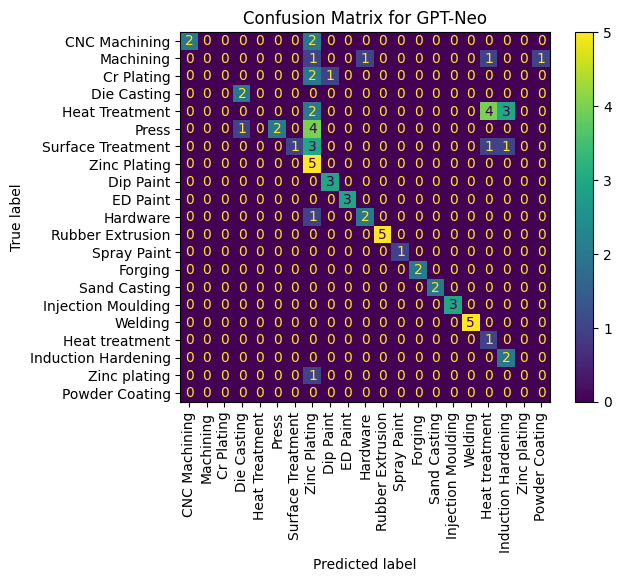 Confusion Matrix for GPT-Neo
CNC Machining 2 0 0 0 0 0 0 2 0 0 0 0 0 0 0 0 0 0 0 0 0
Machining 0 0 0 0 0 0 0 1 0 0 1 0 0 0 0 0 0 1 0 0 1
Cr Plating 0 0 0 0 0 0 0 2 1 0 0 0 0 0 0 0 0 0 0 0 0
Die Casting 0 0 0 2 0 0 0 0 0 0 0 0 0 0 0 0 0 0 0 0 0
Heat Treatment 0 0 0 0 0 0 0 2 0 0 0 0 0 0 0 0 0 4 3 0 0
Press 0 0 0 1 0 2 0 4 0 0 0 0 0 0 0 0 0 0 0 0 0
Surface Treatment 0 0 0 0 0 0 1 3 0 0 0 0 0 0 0 0 0 1 1 0 0
Zinc Plating 0 0 0 0 0 0 0 5 0 0 0 0 0 0 0 0 0 0 0 0 0
Dip Paint 0 0 0 0 0 0 0 0 3 0 0 0 0 0 0 0 0 0 0 0 0
ED Paint 0 0 0 0 0 0 0 0 0 3 0 0 0 0 0 0 0 0 0 0 0
Hardware 0 0 0 0 0 0 0 1 0 0 2 0 0 0 0 0 0 0 0 0 0
Rubber Extrusion 0 0 0 0 0 0 0 0 0 0 0 5 0 0 0 0 0 0 0 0 0
Spray Paint 0 0 0 0 0 0 0 0 0 0 0 0 1 0 0 0 0 0 0 0 0
Forging 0 0 0 0 0 0 0 0 0 0 0 0 0 2 0 0 0 0 0 0 0
Sand Casting 0 0 0 0 0 0 0 0 0 0 0 0 0 0 2 0 0 0 0 0 0
Injection Moulding 0 0 0 0 0 0 0 0 0 0 0 0 0 0 0 3 0 0 0 0 0
Welding 0 0 0 0 0 0 0 0 0 0 0 0 0 0 0 0 5 0 0 0 0
Heat treatment 0 0 0 0 0 0 0 0 0 0 0 0 0 0 0 0 0 1 0 0 0
Induction Hardening 0 0 0 0 0 0 0 0 0 0 0 0 0 0 0 0 0 0 2 0 0
Zinc plating 0 0 0 0 0 0 0 1 0 0 0 0 0 0 0 0 0 0 0 0 0
Powder Coating 0 0 0 0 0 0 0 0 0 0 0 0 0 0 0 0 0 0 0 0 0
True label
CNC Machining
Machining
Cr Plating
Die Casting
Heat Treatment
Press
Surface Treatment
Zinc Plating
Dip Paint
ED Paint
Hardware
Rubber Extrusion
Spray Paint
Forging
Sand Casting
Injection Moulding
Welding
Heat treatment
Induction Hardening
Zinc plating
Powder Coating
Predicted label
5
4
3
2
1
0